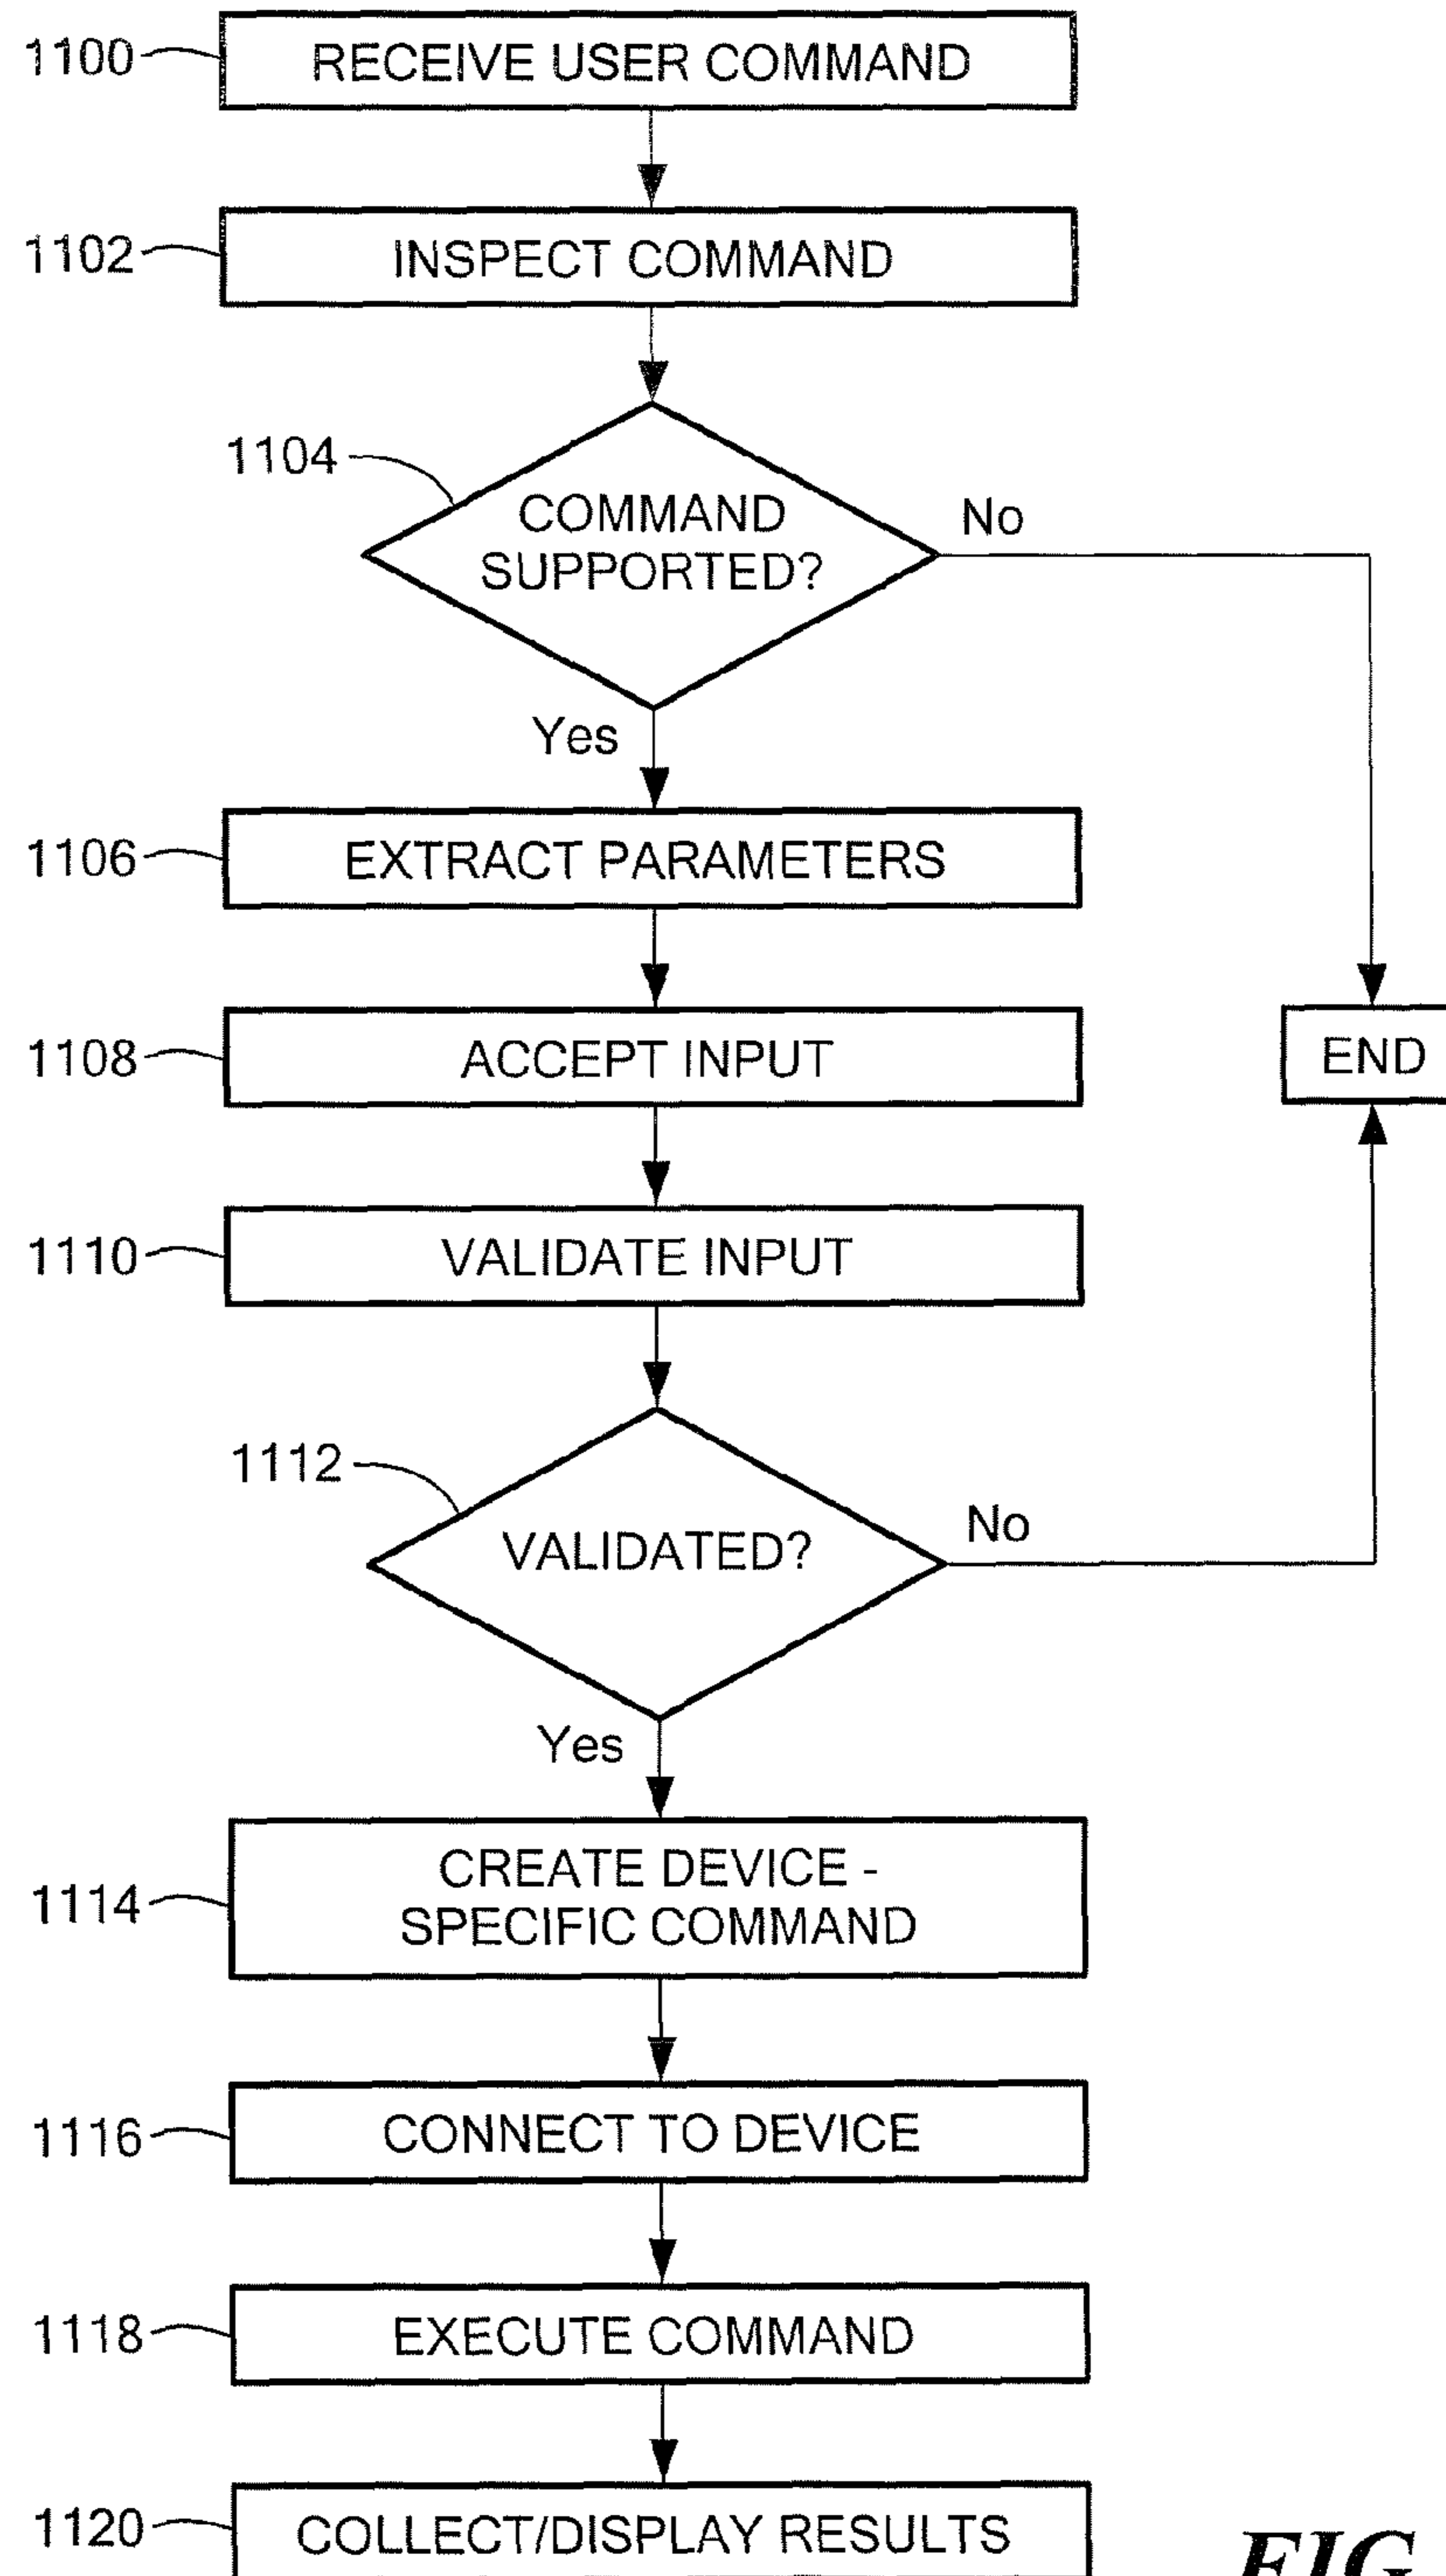 1100
RECEIVE USER COMMAND
1102
INSPECT COMMAND
1104
COMMAND
SUPPORTED?
No
Yes
1106
EXTRACT PARAMETERS
1108
ACCEPT INPUT
END
1110
VALIDATE INPUT
1112
VALIDATED?
No
Yes
1114
CREATE DEVICE -
SPECIFIC COMMAND
1116
CONNECT TO DEVICE
1118
EXECUTE COMMAND
1120
COLLECT/DISPLAY RESULTS
FIG